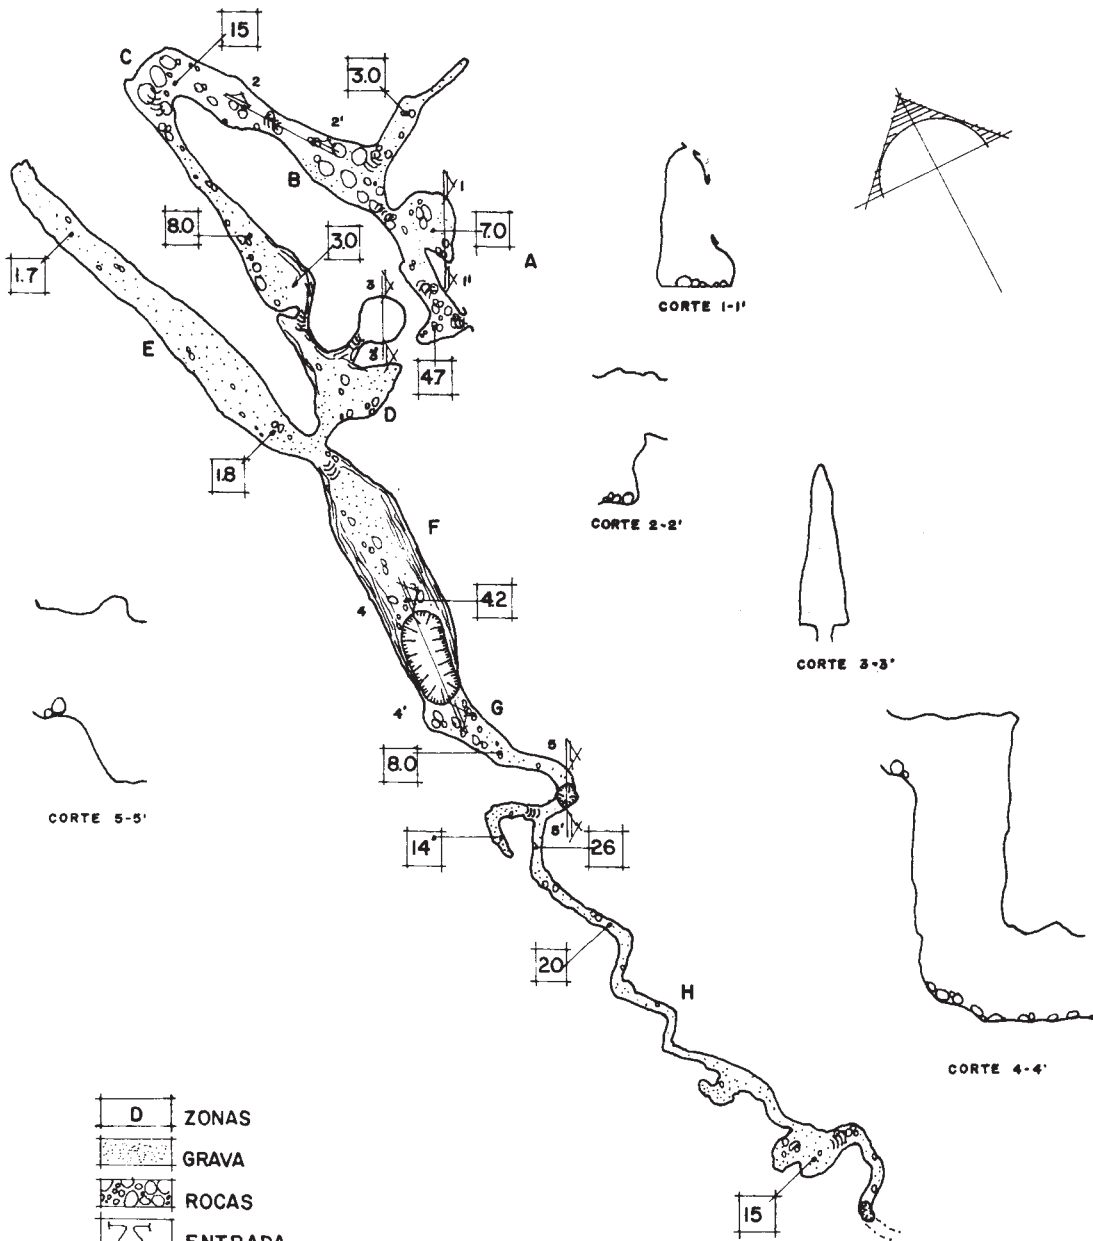 15
C
2
3.0
2'
B
1
8.0
3.0
7.0
A
1.7
3
1'
CORTE 1-1'
E
3'
47
D
1.8
CORTE 2-2'
F
4
42
CORTE 3-3'
4'
G
5
8.0
CORTE 5-5'
14'
5'
26
20
H
CORTE 4-4'
D ZONAS
GRAVA
ROCAS
15
ENTRADA